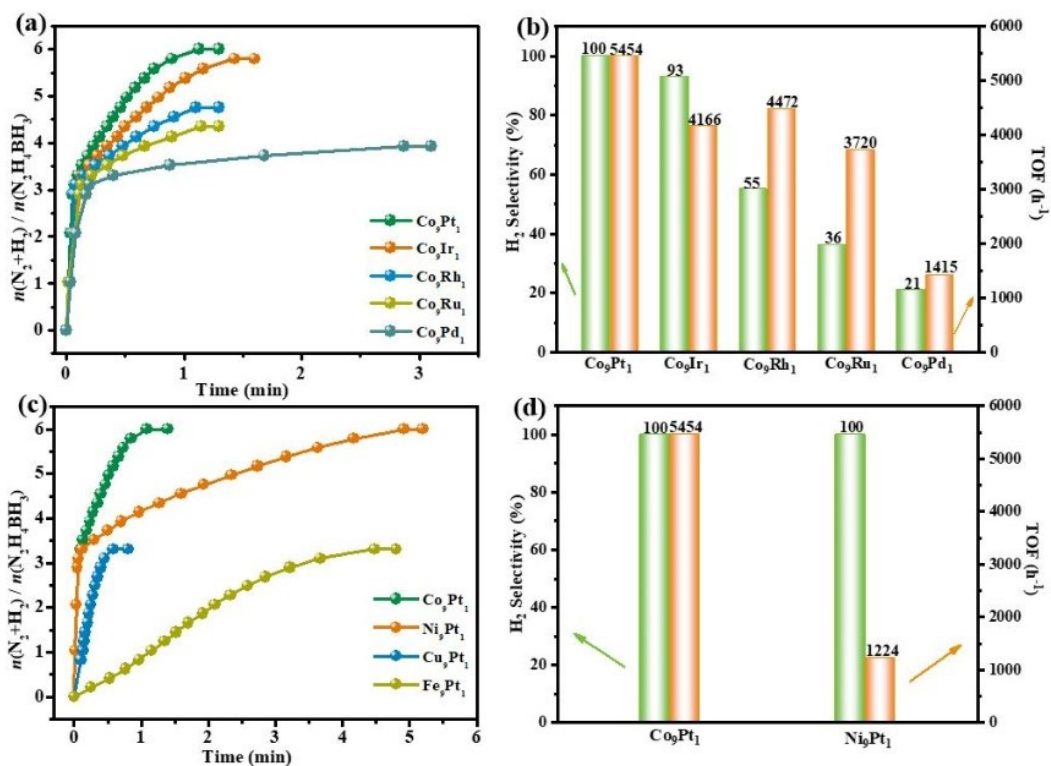 (a)
n(N₂+H₂) / n(N₂H₄BH₃)
6
5
4
3
2
1
0
0 1 2 3
Time (min)
Co₉Pt₁
Co₉Ir₁
Co₉Rh₁
Co₉Ru₁
Co₉Pd₁
(b)
H₂ Selectivity (%)
100
80
60
40
20
0
100 5454
93
4166
55
4472
36
3720
21
1415
Co₉Pt₁ Co₉Ir₁ Co₉Rh₁ Co₉Ru₁ Co₉Pd₁
6000
5000
4000
3000
2000
1000
0
TOF (h⁻¹)
(c)
n(N₂+H₂) / n(N₂H₄BH₃)
6
5
4
3
2
1
0
0 1 2 3 4 5 6
Time (min)
Co₉Pt₁
Ni₉Pt₁
Cu₉Pt₁
Fe₉Pt₁
(d)
H₂ Selectivity (%)
100
80
60
40
20
0
100 5454
100
1224
Co₉Pt₁ Ni₉Pt₁
6000
5000
4000
3000
2000
1000
0
TOF (h⁻¹)